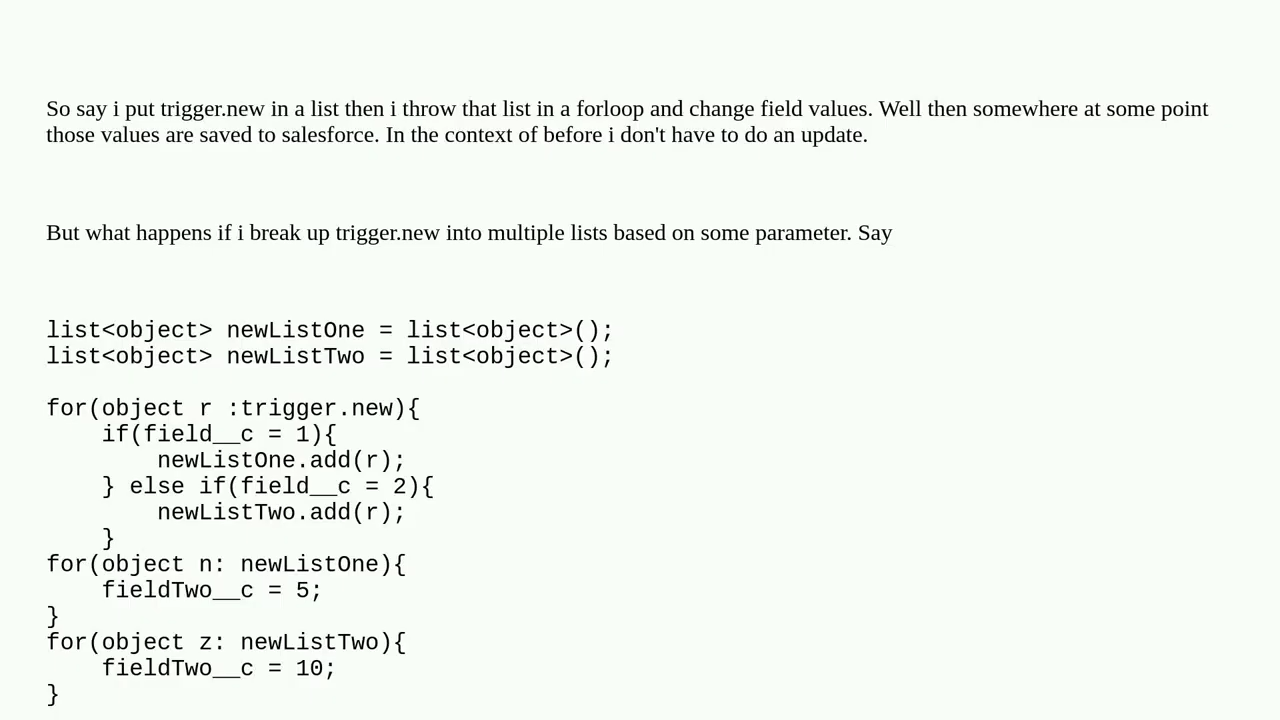 So say i put trigger.new in a list then i throw that list in a forloop and change field values. Well then somewhere at some point
those values are saved to salesforce. In the context of before i don't have to do an update.
But what happens if i break up trigger.new into multiple lists based on some parameter. Say
list<object> newListOne = list<object>();
list<object> newListTwo = list<object>();
for(object r :trigger.new){
    if(field__c = 1){
        newListOne.add(r);
    } else if(field__c = 2){
        newListTwo.add(r);
    }
for(object n: newListOne){
    fieldTwo__c = 5;
}
for(object z: newListTwo){
    fieldTwo__c = 10;
}